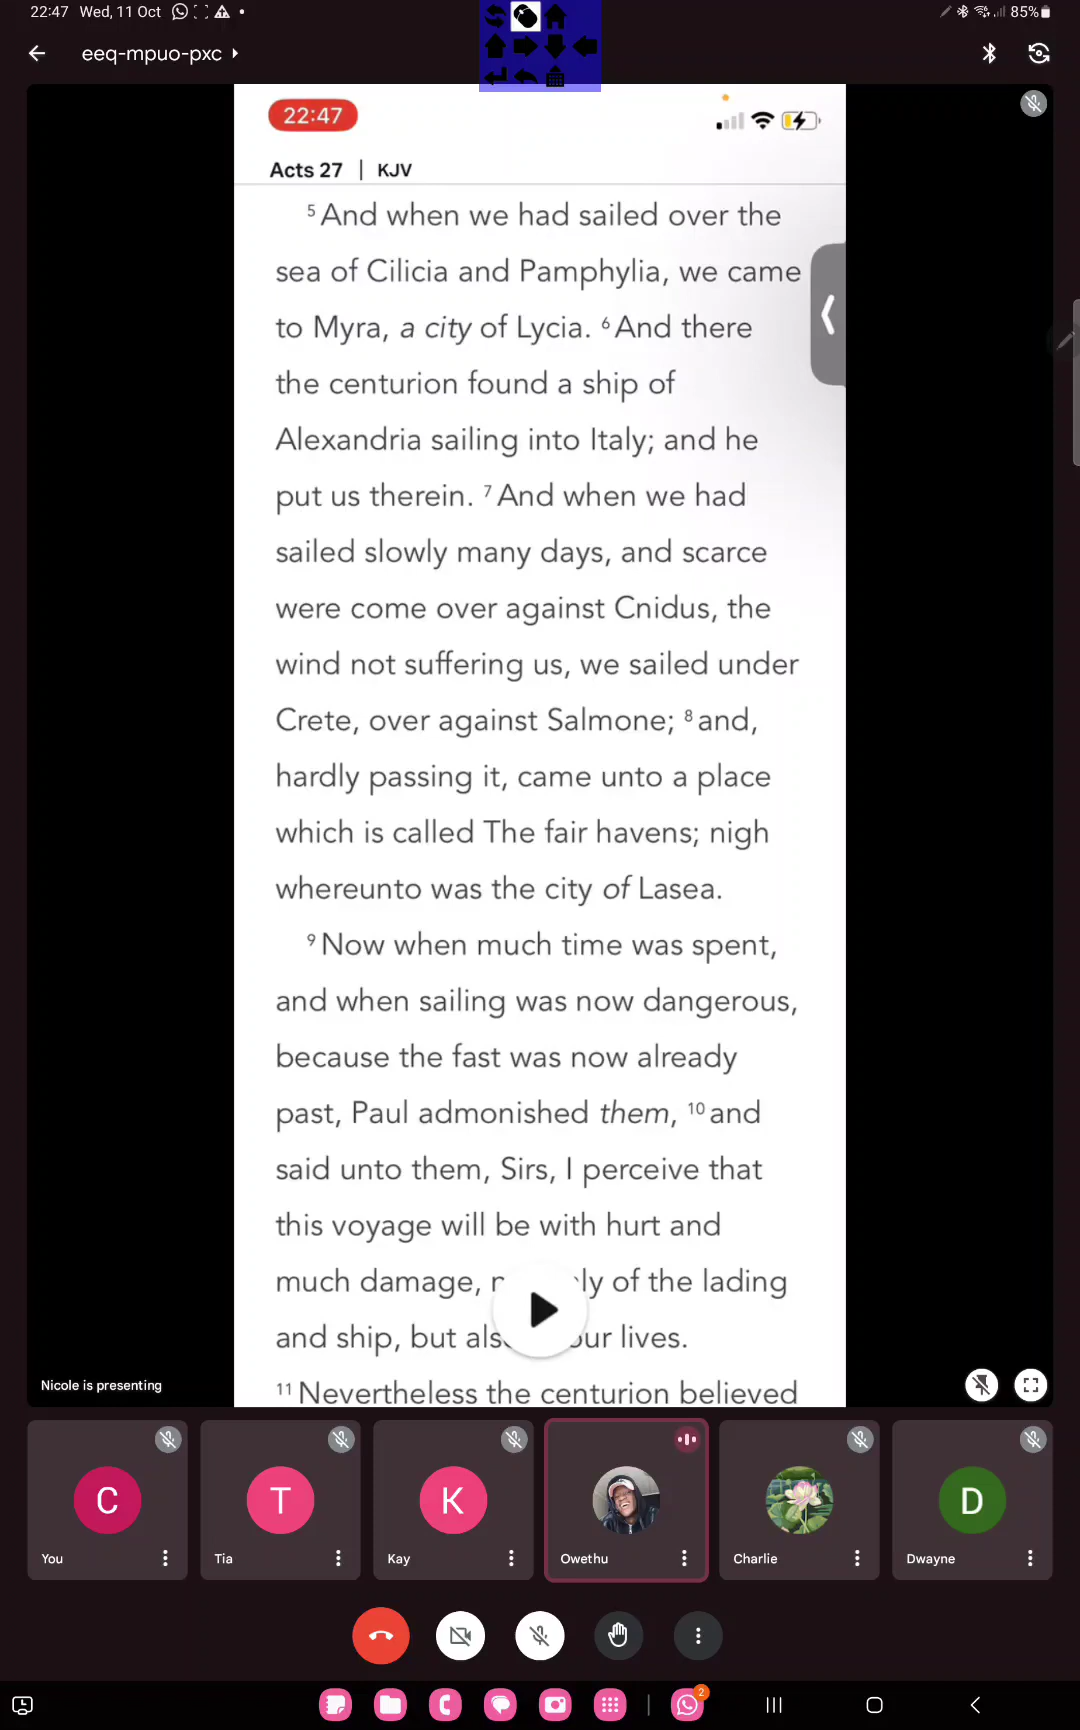 22:47 Wed, 11 Oct
85%
eeq-mpuo-pxc
22:47
Acts 27 | KJV
5 And when we had sailed over the
sea of Cilicia and Pamphylia, we came
to Myra, a city of Lycia. 6 And there
the centurion found a ship of
Alexandria sailing into Italy; and he
put us therein. 7 And when we had
sailed slowly many days, and scarce
were come over against Cnidus, the
wind not suffering us, we sailed under
Crete, over against Salmone; 8 and,
hardly passing it, came unto a place
which is called The fair havens; nigh
whereunto was the city of Lasea.
9 Now when much time was spent,
and when sailing was now dangerous,
because the fast was now already
past, Paul admonished them, 10 and
said unto them, Sirs, I perceive that
this voyage will be with hurt and
much damage, of the lading
and ship, but lives.
11 Nevertheless the centurion believed
Nicole is presenting
C
T
K
D
You
Tia
Kay
Owethu
Charlie
Dwayne
2